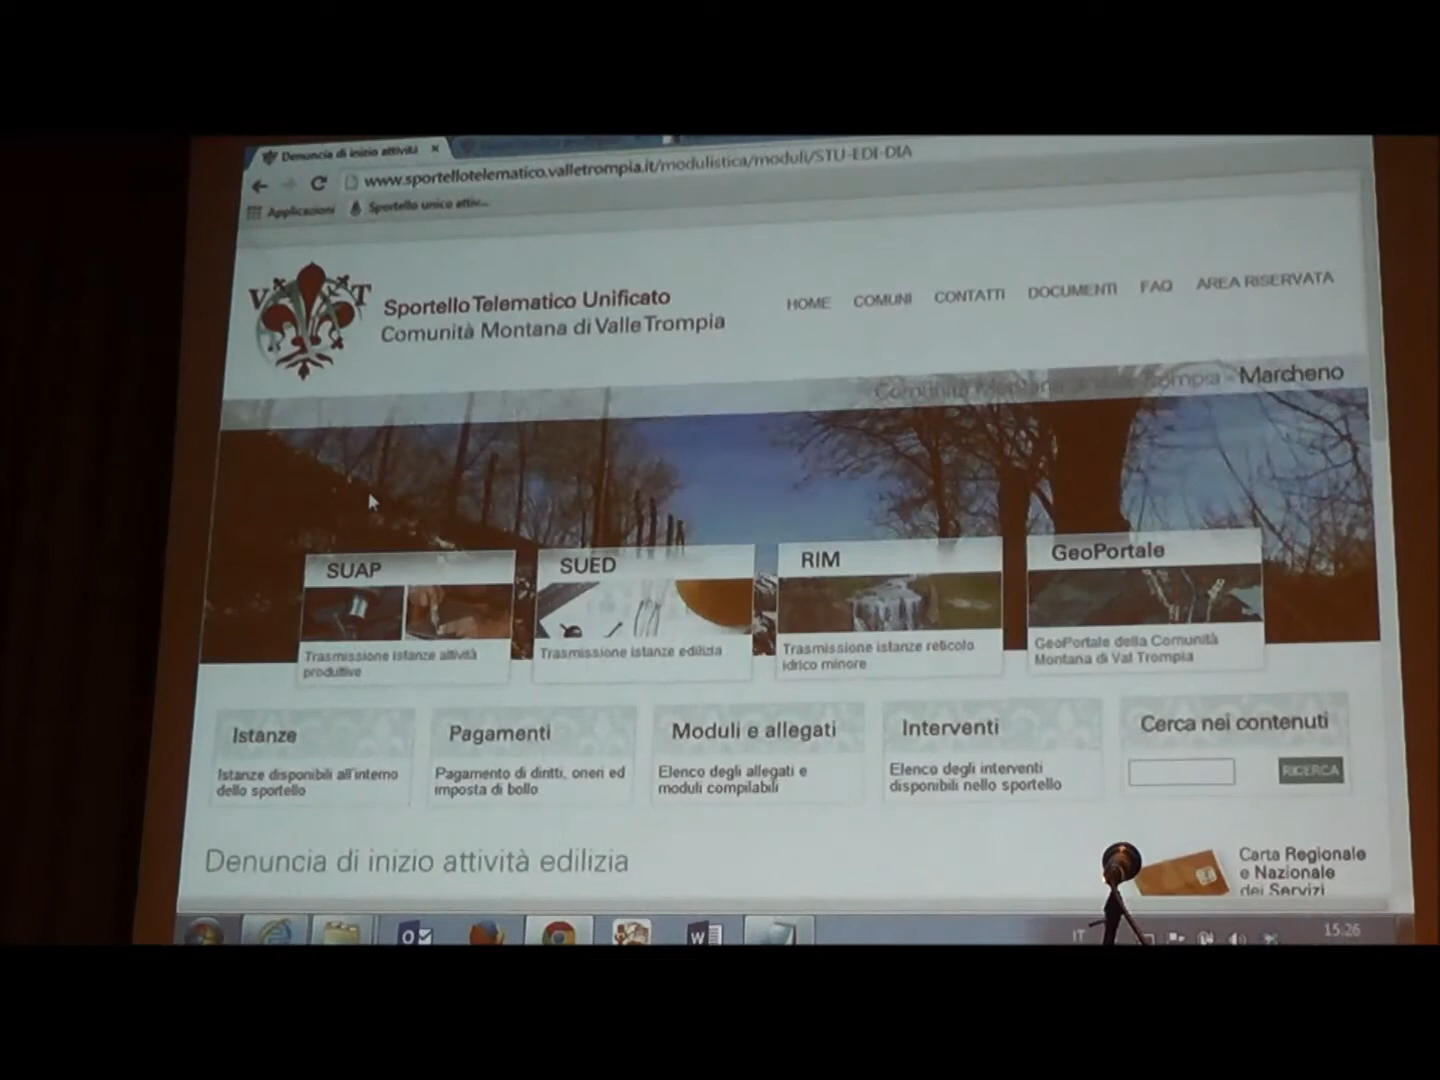 Denuncia di inizio attività
www.sportellotelematico.valletrompia.it/modulistica/moduli/STU-EDI-DIA
Applicazioni Sportello unico attiv...
V T
Sportello Telematico Unificato
Comunità Montana di Valle Trompia
HOME COMUNI CONTATTI DOCUMENTI FAQ AREA RISERVATA
Comunità Montana Trompia - Marcheno
SUAP
Trasmissione istanze attività
produttive
SUED
Trasmissione istanze edilizia
RIM
Trasmissione istanze reticolo
idrico minore
GeoPortale
GeoPortale della Comunità
Montana di Val Trompia
Istanze
Istanze disponibili all'interno
dello sportello
Pagamenti
Pagamento di diritti, oneri ed
imposta di bollo
Moduli e allegati
Elenco degli allegati e
moduli compilabili
Interventi
Elenco degli interventi
disponibili nello sportello
Cerca nei contenuti
RICERCA
Denuncia di inizio attività edilizia
Carta Regionale
e Nazionale
dei Servizi
IT
15.26